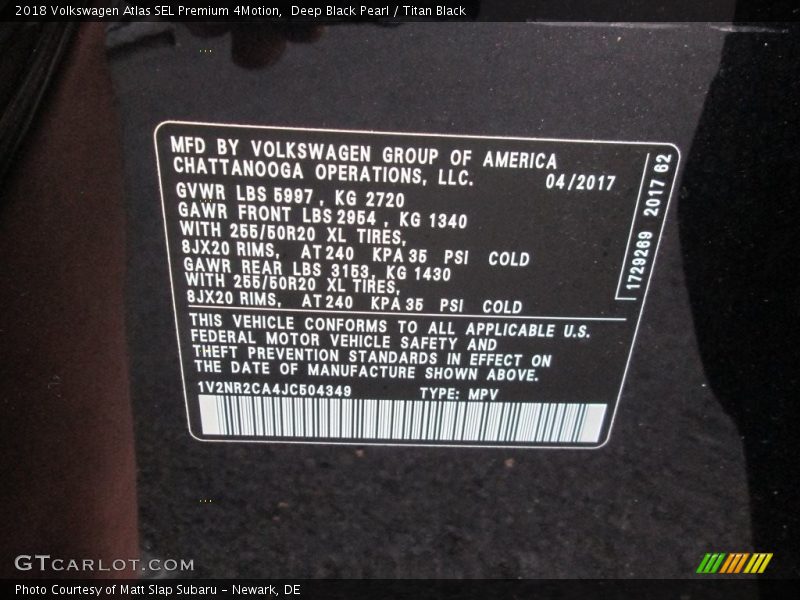 2018 Volkswagen Atlas SEL Premium 4Motion,  Deep Black Pearl / Titan Black
MFD BY VOLKSWAGEN GROUP OF AMERICA
CHATTANOOGA OPERATIONS, LLC.
04/2017
GVWR LBS 5997 , KG 2720
GAWR FRONT LBS 2954 , KG 1340
WITH 255/50R20 XL TIRES,
8JX20 RIMS, AT 240 KPA 35 PSI COLD
GAWR REAR LBS 3153, KG 1430
WITH 255/50R20 XL TIRES,
8JX20 RIMS, AT 240 KPA 35 PSI COLD
1729269 2017 62
THIS VEHICLE CONFORMS TO ALL APPLICABLE U.S.
FEDERAL MOTOR VEHICLE SAFETY AND
THEFT PREVENTION STANDARDS IN EFFECT ON
THE DATE OF MANUFACTURE SHOWN ABOVE.
1V2NR2CA4JC504349 TYPE: MPV
GTCARLOT.COM
Photo Courtesy of Matt Slap Subaru - Newark, DE